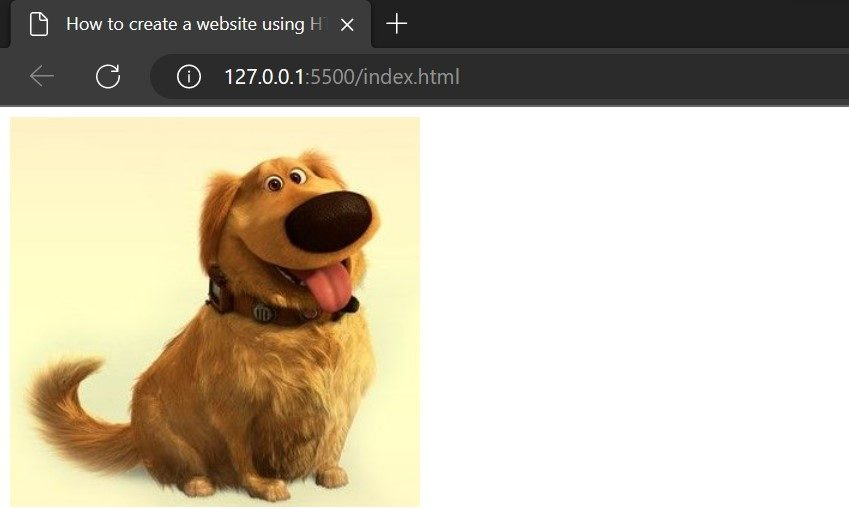 How to create a website using
127.0.0.1:5500/index.html